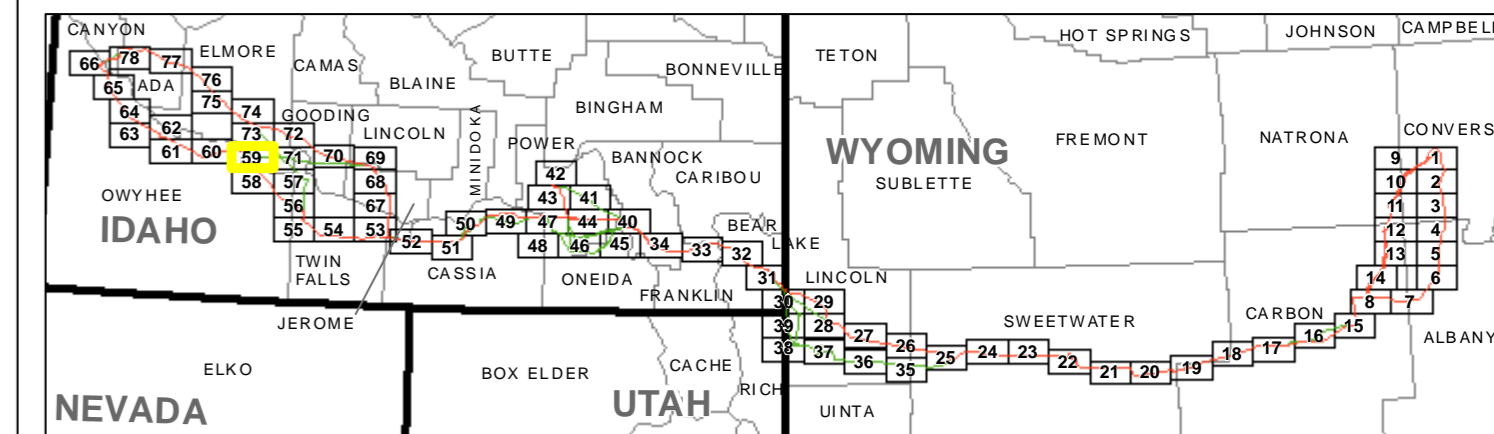 CANYON
HOT SPRINGS
JOHNSON
CAMPBELL
78
ELMORE
BUTTE
TETON
66
77
CAMAS
BONNEVILLE
65
ADA
76
BLAINE
64
75
74
GOODING
MINIDOKA
BINGHAM
63
62
73
72
LINCOLN
POWER
WYOMING
FREMONT
NATRONA
CONVERS
61
60
59
71
70
69
BANNOCK
9
1
58
57
68
42
CARIBOU
SUBLETTE
10
2
OWYHEE
56
67
43
41
11
3
IDAHO
55
54
53
50
49
47
44
40
BEAR
LAKE
12
4
52
51
48
46
45
34
33
32
13
5
TWIN
FALLS
CASSIA
ONEIDA
31
LINCOLN
14
6
FRANKLIN
30
29
8
7
JEROME
39
28
SWEETWATER
CARBON
15
ALBANY
38
37
27
26
16
ELKO
BOX ELDER
CACHE
36
35
25
24
23
22
21
20
19
18
17
RICH
NEVADA
UTAH
UINTA